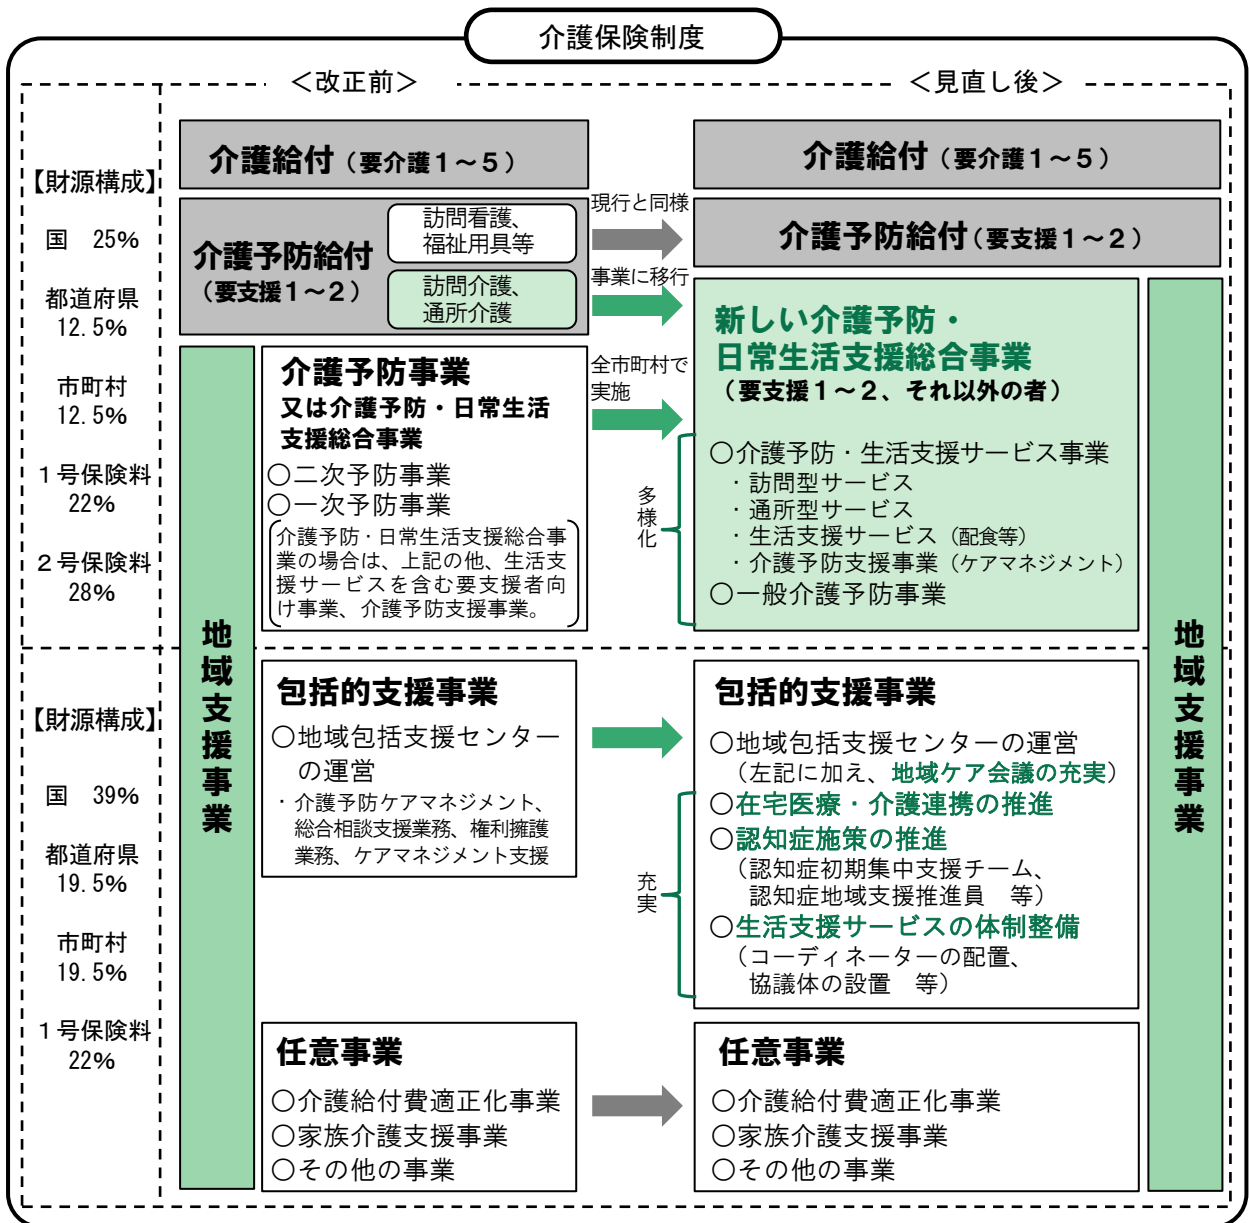 介護保険制度
＜改正前＞
＜見直し後＞
【財源構成】
国 25%
都道府県
12.5%
市町村
12.5%
１号保険料
22%
２号保険料
28%
【財源構成】
国 39%
都道府県
19.5%
市町村
19.5%
１号保険料
22%
介護給付（要介護１～５）
介護予防給付
（要支援１～２）
訪問看護、
福祉用具等
訪問介護、
通所介護
地域支援事業
介護予防事業
又は介護予防・日常生活
支援総合事業
○二次予防事業
○一次予防事業
介護予防・日常生活支援総合事
業の場合は、上記の他、生活支
援サービスを含む要支援者向
け事業、介護予防支援事業。
包括的支援事業
○地域包括支援センター
の運営
・介護予防ケアマネジメント、
総合相談支援業務、権利擁護
業務、ケアマネジメント支援
任意事業
○介護給付費適正化事業
○家族介護支援事業
○その他の事業
現行と同様
事業に移行
全市町村で
実施
多様化
充実
介護給付（要介護１～５）
介護予防給付（要支援１～２）
新しい介護予防・
日常生活支援総合事業
（要支援１～２、それ以外の者）
○介護予防・生活支援サービス事業
・訪問型サービス
・通所型サービス
・生活支援サービス（配食等）
・介護予防支援事業（ケアマネジメント）
○一般介護予防事業
包括的支援事業
○地域包括支援センターの運営
（左記に加え、地域ケア会議の充実）
○在宅医療・介護連携の推進
○認知症施策の推進
（認知症初期集中支援チーム、
認知症地域支援推進員　等）
○生活支援サービスの体制整備
（コーディネーターの配置、
協議体の設置　等）
任意事業
○介護給付費適正化事業
○家族介護支援事業
○その他の事業
地域支援事業